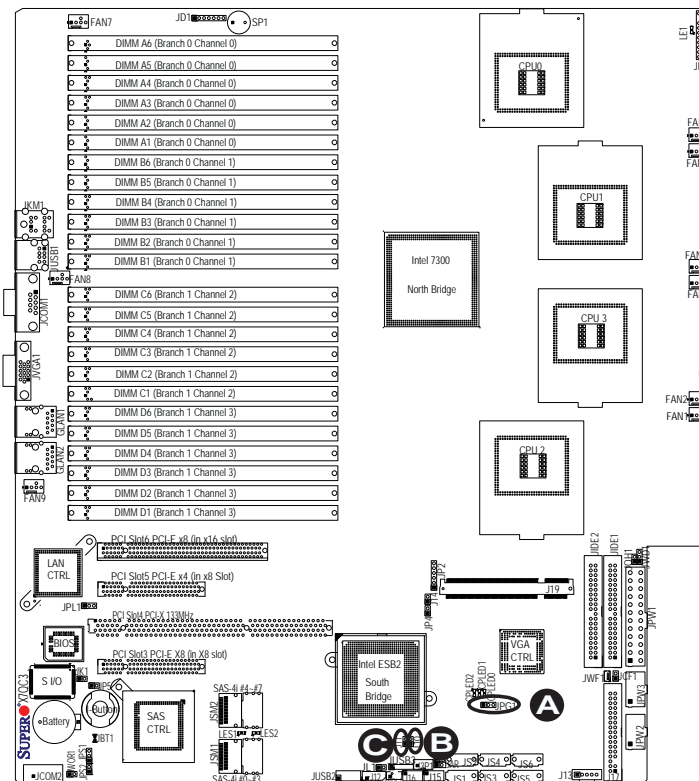 FAN7
JD1
SP1
LE1
DIMM A6 (Branch 0 Channel 0)
DIMM A5 (Branch 0 Channel 0)
DIMM A4 (Branch 0 Channel 0)
DIMM A3 (Branch 0 Channel 0)
DIMM A2 (Branch 0 Channel 0)
DIMM A1 (Branch 0 Channel 0)
DIMM B6 (Branch 0 Channel 1)
DIMM B5 (Branch 0 Channel 1)
DIMM B4 (Branch 0 Channel 1)
DIMM B3 (Branch 0 Channel 1)
DIMM B2 (Branch 0 Channel 1)
DIMM B1 (Branch 0 Channel 1)
CPU0
CPU1
JKM1
JUSB1
FAN8
Intel 7300
North Bridge
JCOM1
DIMM C6 (Branch 1 Channel 2)
DIMM C5 (Branch 1 Channel 2)
DIMM C4 (Branch 1 Channel 2)
DIMM C3 (Branch 1 Channel 2)
DIMM C2 (Branch 1 Channel 2)
DIMM C1 (Branch 1 Channel 2)
DIMM D6 (Branch 1 Channel 3)
DIMM D5 (Branch 1 Channel 3)
DIMM D4 (Branch 1 Channel 3)
DIMM D3 (Branch 1 Channel 3)
DIMM D2 (Branch 1 Channel 3)
DIMM D1 (Branch 1 Channel 3)
CPU 3
JVGA1
FAN2
FAN1
GLAN1
GLAN2
CPU 2
FAN9
PCI Slot6 PCI-E x8 (in x16 slot)
LAN
CTRL
PCI Slot5 PCI-E x4 (in x8 Slot)
JPL1
PCI Slot4 PCI-X 133MHz
JIDE2
JIDE1
JOH1
JPW1
J19
BIOS
PCI Slot3 PCI-E X8 (in X8 slot)
Intel ESB2
South
Bridge
VGA
CTRL
S I/O
JWF1
JCF1
SAS-4I #4~#7
JPG1
A
I-Button
Battery
SAS
CTRL
JSM2
JPW3
JPW2
SUPER
X7QC3
JBT1
LES1
LES2
C
B
JSM1
JS4
JS6
JCOM2
SAS-4I #0~#3
JUSB2
JUSB3
J12
J16
J15
JS1
JS3
JS5
J13